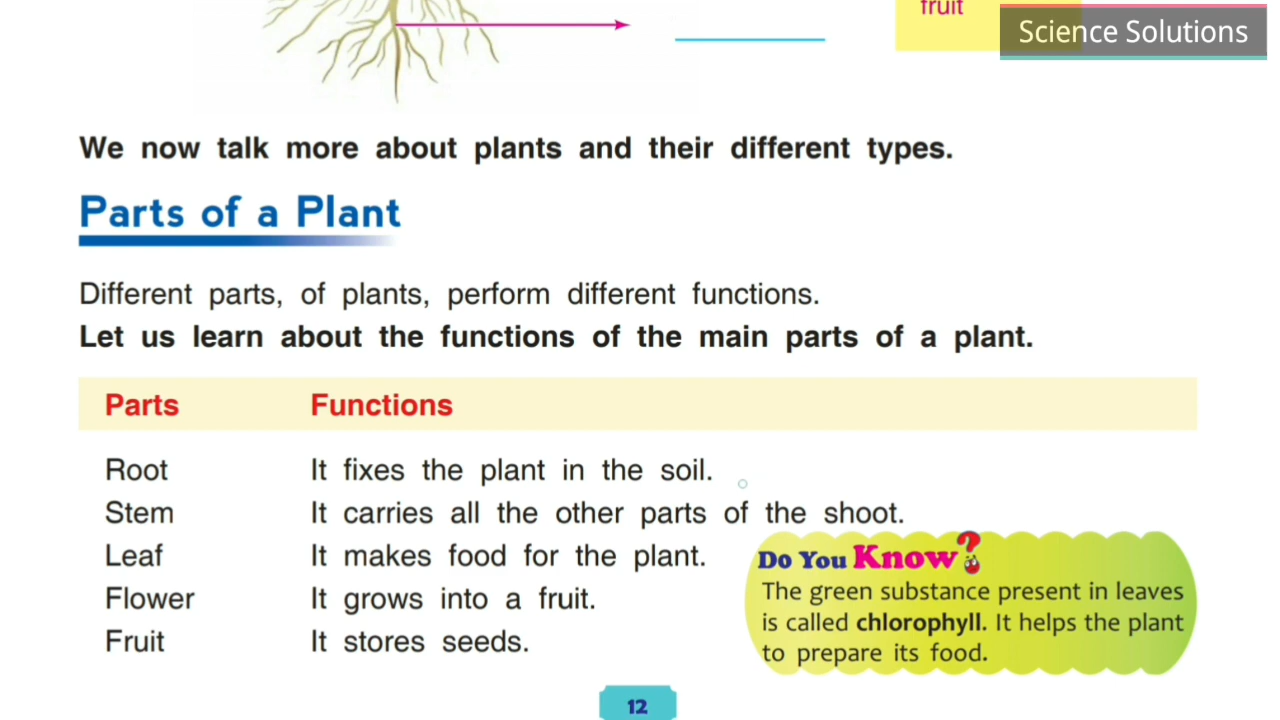 fruit
Science Solutions
We now talk more about plants and their different types.
Parts of a Plant
Different parts, of plants, perform different functions.
Let us learn about the functions of the main parts of a plant.
Parts Functions
Root It fixes the plant in the soil.
Stem It carries all the other parts of the shoot.
Leaf It makes food for the plant.
Flower It grows into a fruit.
Fruit It stores seeds.
Do You Know?
The green substance present in leaves
is called chlorophyll. It helps the plant
to prepare its food.
12